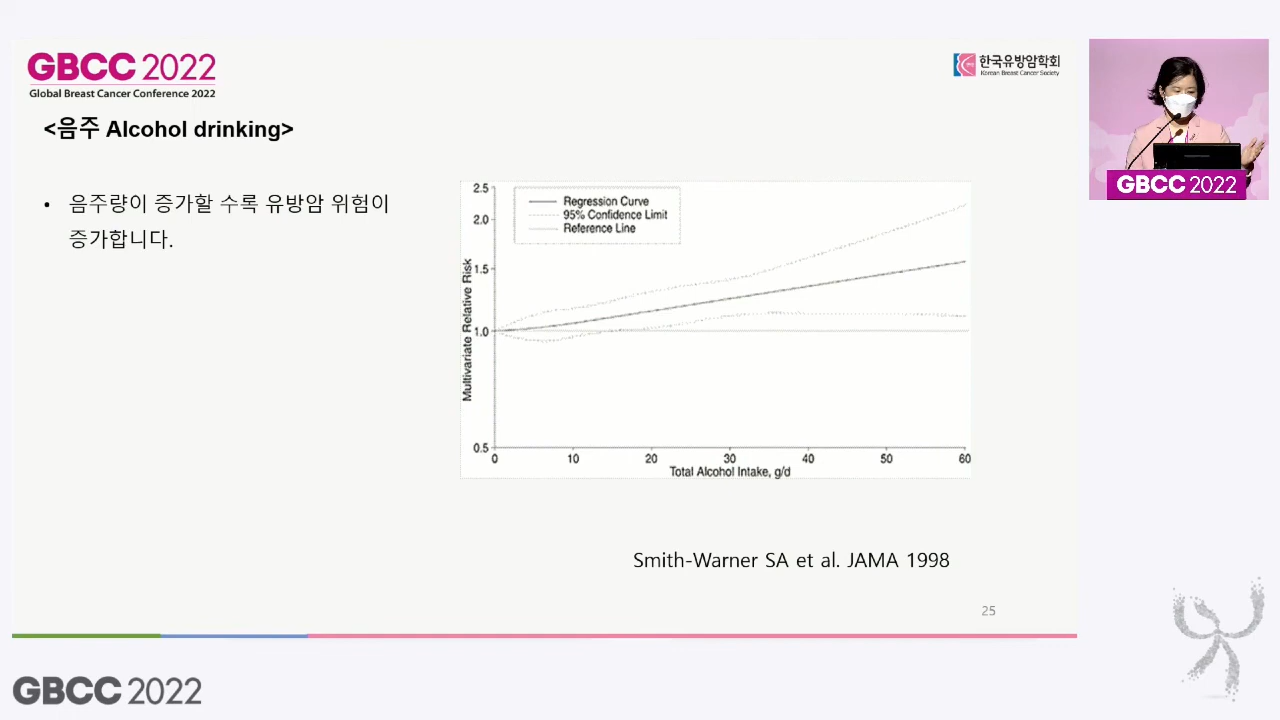 GBCC 2022
Global Breast Cancer Conference 2022
한국유방암학회
Korean Breast Cancer Society
<음주 Alcohol drinking>
• 음주량이 증가할 수록 유방암 위험이
증가합니다.
Regression Curve
95% Confidence Limit
Reference Line
Multivariate Relative Risk
2.5
2.0
1.5
1.0
0.5
0 10 20 30 40 50 60
Total Alcohol Intake, g/d
Smith-Warner SA et al. JAMA 1998
25
GBCC 2022
GBCC 2022